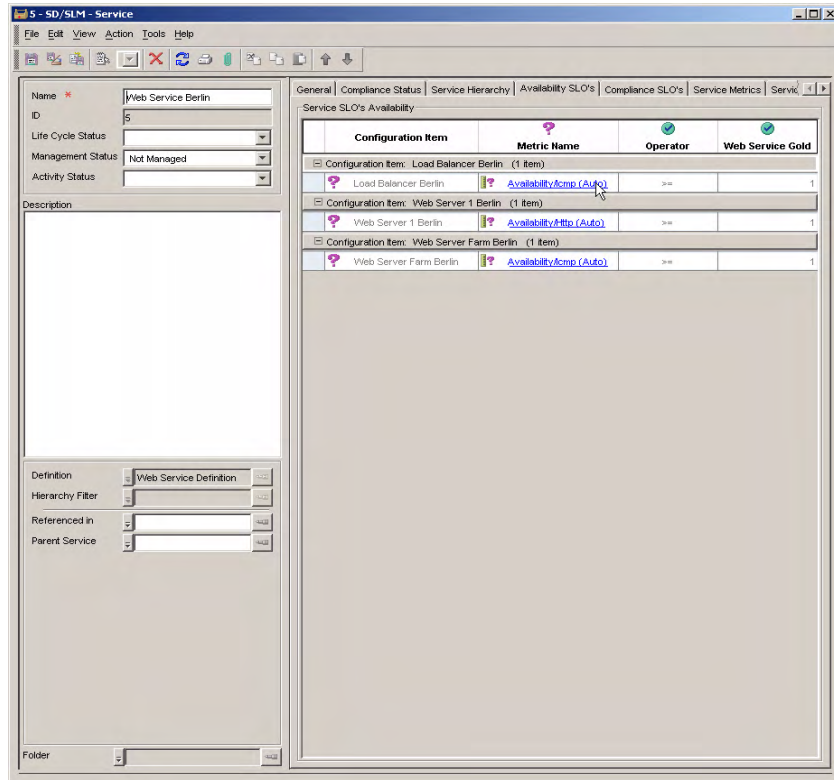 5 - SD/SLM - Service
File Edit View Action Tools Help
Name * Web Service Berlin
ID 5
Life Cycle Status
Management Status Not Managed
Activity Status
Description
Definition Web Service Definition
Hierarchy Filter
Referenced in
Parent Service
Folder
General Compliance Status Service Hierarchy Availability SLO's Compliance SLO's Service Metrics Servic
Service SLO's Availability
Configuration Item Metric Name Operator Web Service Gold
Configuration Item: Load Balancer Berlin (1 item)
Load Balancer Berlin Availability/Icmp (Auto) >= 1
Configuration Item: Web Server 1 Berlin (1 item)
Web Server 1 Berlin Availability/Http (Auto) >= 1
Configuration Item: Web Server Farm Berlin (1 item)
Web Server Farm Berlin Availability/Icmp (Auto) >= 1